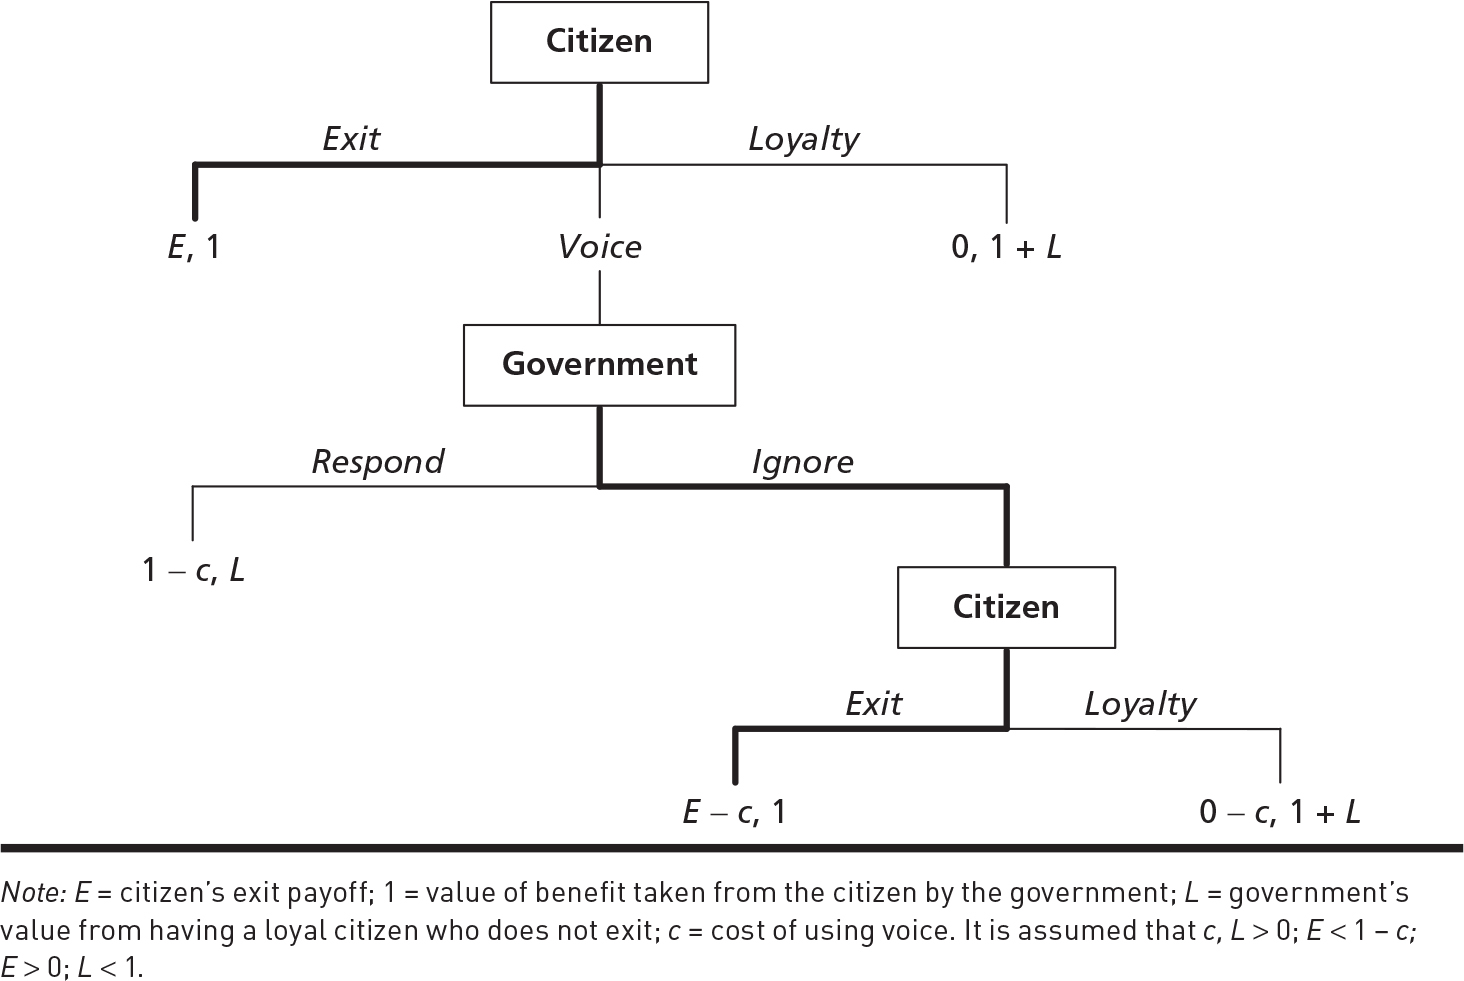 Citizen
Exit
Loyalty
E, 1
Voice
0, 1 + L
Government
Respond
Ignore
1 – c, L
Citizen
Exit
Loyalty
E – c, 1
0 – c, 1 + L
Note: E = citizen’s exit payoff; 1 = value of benefit taken from the citizen by the government; L = government’s
value from having a loyal citizen who does not exit; c = cost of using voice. It is assumed that c, L > 0; E < 1 – c;
E > 0; L < 1.